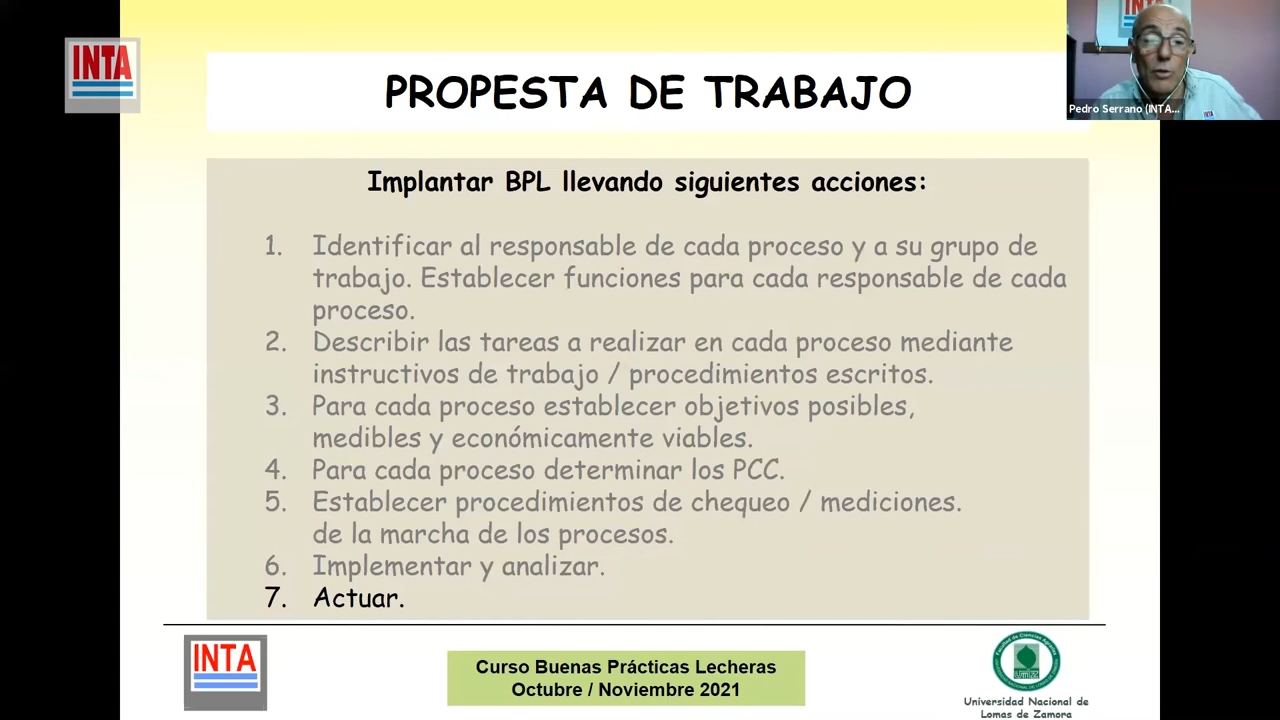 INTA
PROPESTA DE TRABAJO
Pedro Serrano (INTA...
Implantar BPL llevando siguientes acciones:
1. Identificar al responsable de cada proceso y a su grupo de
trabajo. Establecer funciones para cada responsable de cada
proceso.
2. Describir las tareas a realizar en cada proceso mediante
instructivos de trabajo / procedimientos escritos.
3. Para cada proceso establecer objetivos posibles,
medibles y económicamente viables.
4. Para cada proceso determinar los PCC.
5. Establecer procedimientos de chequeo / mediciones.
de la marcha de los procesos.
6. Implementar y analizar.
7. Actuar.
INTA
Curso Buenas Prácticas Lecheras
Octubre / Noviembre 2021
Universidad Nacional de
Lomas de Zamora